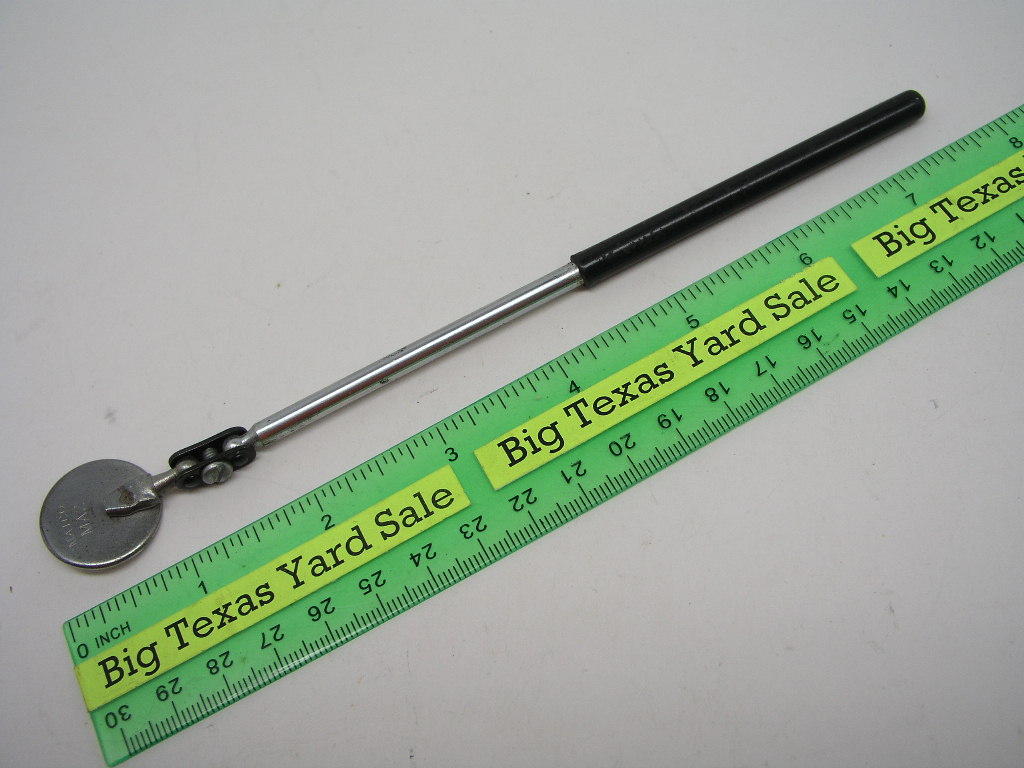 0 INCH 1 2 3 4 5 6 7 8
Big Texas Yard Sale
Big Texas Yard Sale
Big Texas
30 29 28 27 26 25 24 23 22 21 20 19 18 17 16 15 14 13 12